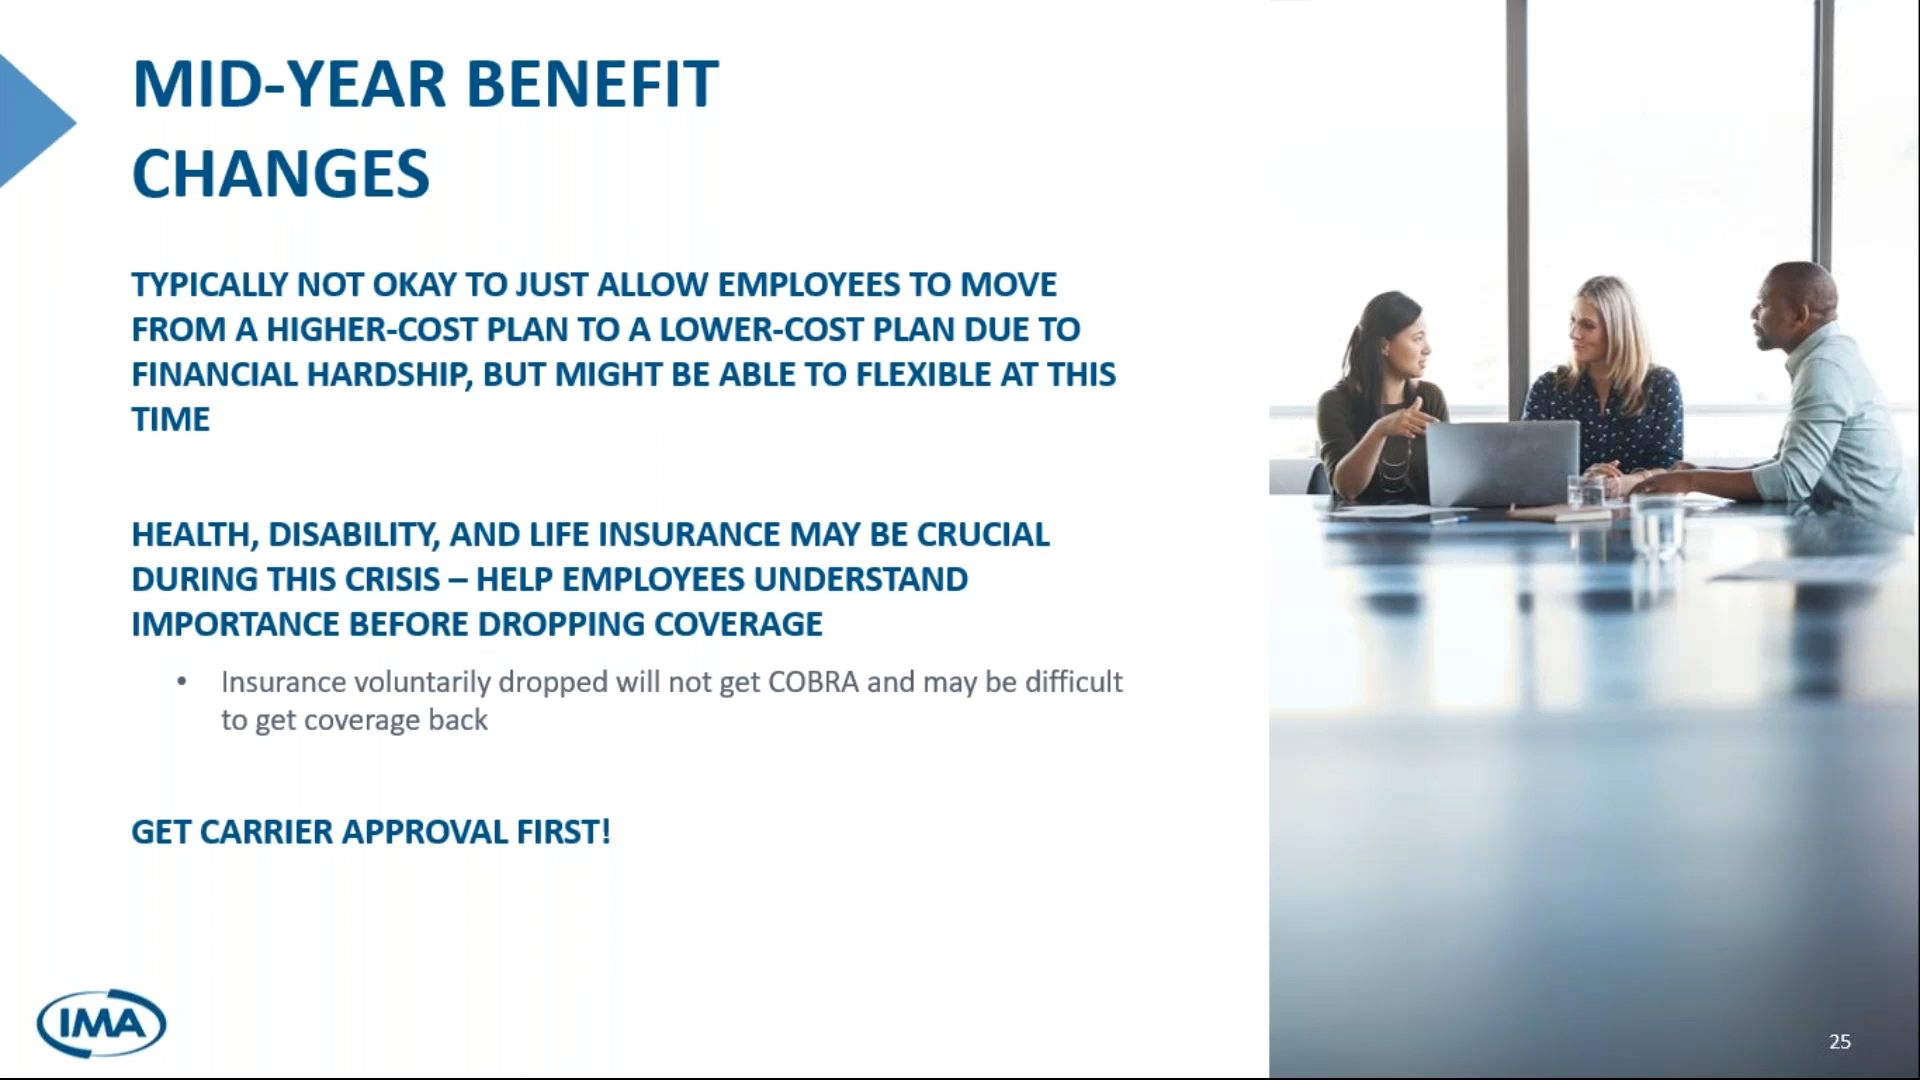 MID-YEAR BENEFIT
CHANGES
TYPICALLY NOT OKAY TO JUST ALLOW EMPLOYEES TO MOVE
FROM A HIGHER-COST PLAN TO A LOWER-COST PLAN DUE TO
FINANCIAL HARDSHIP, BUT MIGHT BE ABLE TO FLEXIBLE AT THIS
TIME
HEALTH, DISABILITY, AND LIFE INSURANCE MAY BE CRUCIAL
DURING THIS CRISIS – HELP EMPLOYEES UNDERSTAND
IMPORTANCE BEFORE DROPPING COVERAGE
• Insurance voluntarily dropped will not get COBRA and may be difficult
to get coverage back
GET CARRIER APPROVAL FIRST!
IMA
25